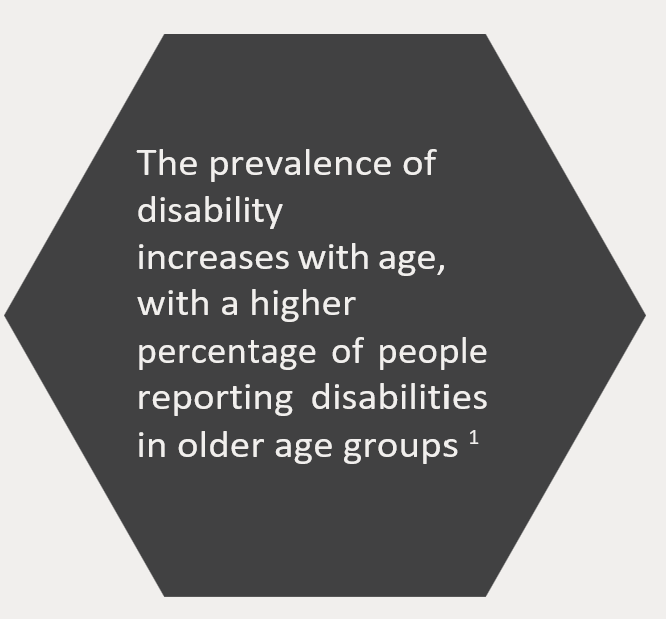 The prevalence of
disability
increases with age,
with a higher
percentage of people
reporting disabilities
in older age groups ¹